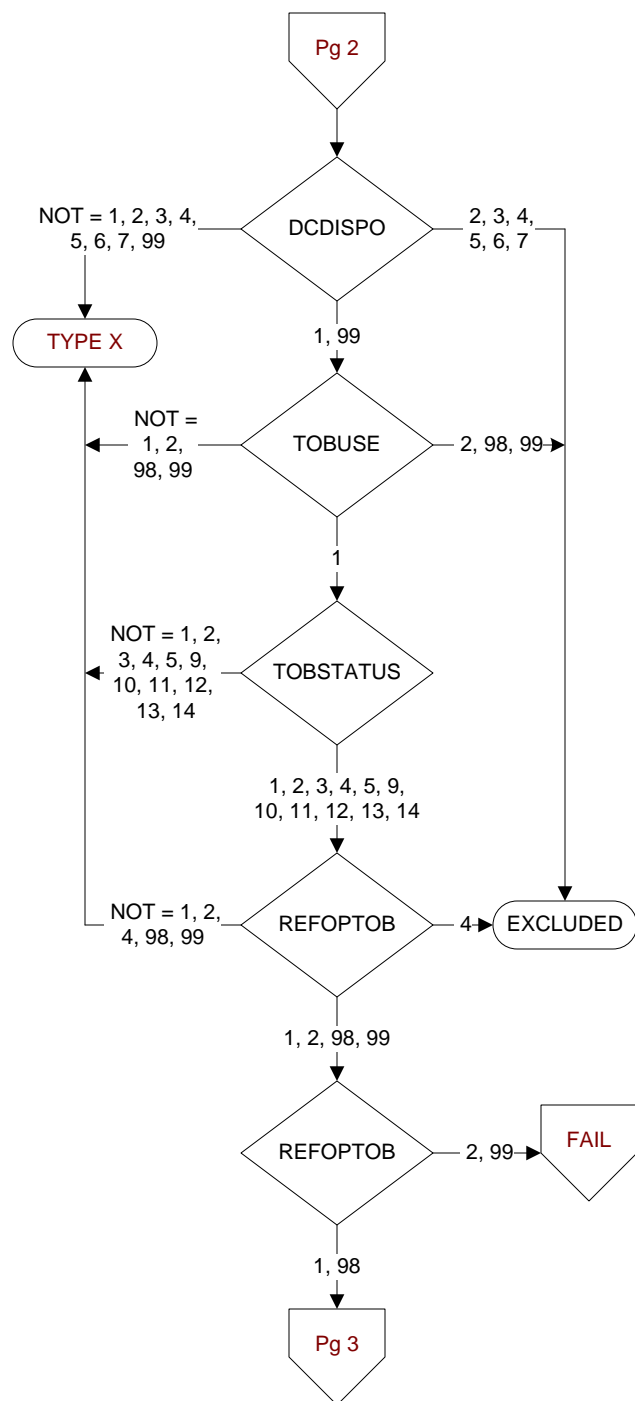 Pg 2
NOT = 1, 2, 3, 4,
5, 6, 7, 99
DCDISPO
2, 3, 4,
5, 6, 7
TYPE X
1, 99
NOT =
1, 2,
98, 99
TOBUSE
2, 98, 99
1
NOT = 1, 2,
3, 4, 5, 9,
10, 11, 12,
13, 14
TOBSTATUS
1, 2, 3, 4, 5, 9,
10, 11, 12, 13, 14
NOT = 1, 2,
4, 98, 99
REFOPTOB
4
EXCLUDED
1, 2, 98, 99
REFOPTOB
2, 99
FAIL
1, 98
Pg 3